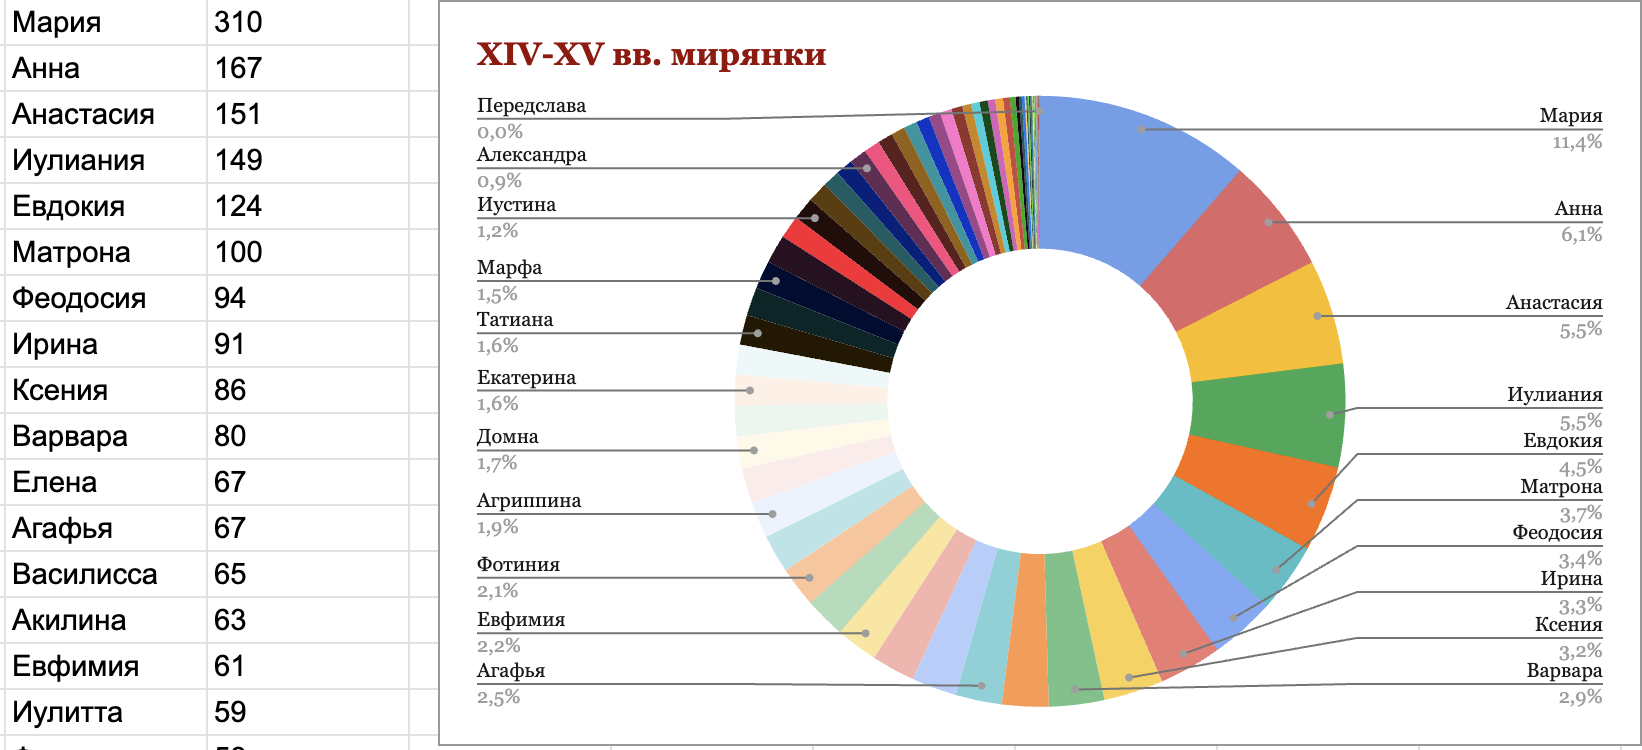 Мария 310
Анна 167
Анастасия 151
Иулиания 149
Евдокия 124
Матрона 100
Феодосия 94
Ирина 91
Ксения 86
Варвара 80
Елена 67
Агафья 67
Василисса 65
Акилина 63
Евфимия 61
Иулитта 59
XIV-XV вв. мирянки
Передслава
0,0%
Александра
0,9%
Иустина
1,2%
Марфа
1,5%
Татиана
1,6%
Екатерина
1,6%
Домна
1,7%
Агриппина
1,9%
Фотиния
2,1%
Евфимия
2,2%
Агафья
2,5%
Мария
11,4%
Анна
6,1%
Анастасия
5,5%
Иулиания
5,5%
Евдокия
4,5%
Матрона
3,7%
Феодосия
3,4%
Ирина
3,3%
Ксения
3,2%
Варвара
2,9%